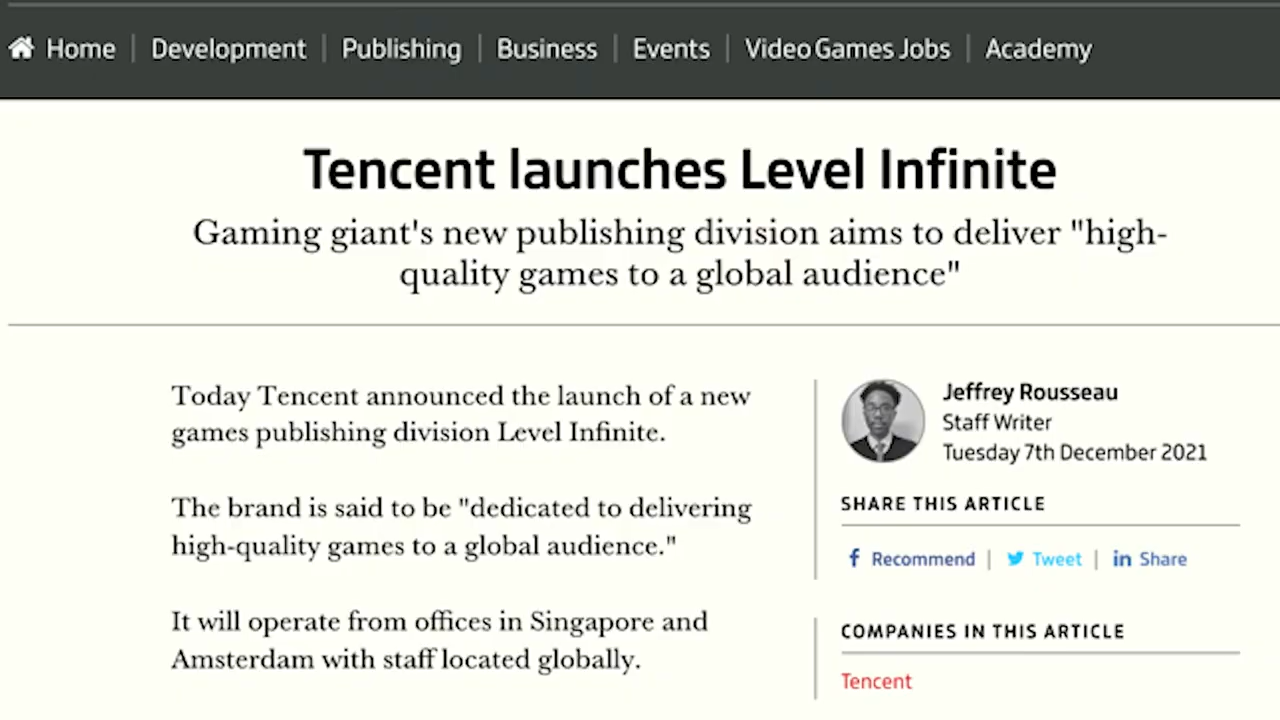 Home | Development | Publishing | Business | Events | Video Games Jobs | Academy
Tencent launches Level Infinite
Gaming giant's new publishing division aims to deliver "high-
quality games to a global audience"
Today Tencent announced the launch of a new
games publishing division Level Infinite.
The brand is said to be "dedicated to delivering
high-quality games to a global audience."
It will operate from offices in Singapore and
Amsterdam with staff located globally.
Jeffrey Rousseau
Staff Writer
Tuesday 7th December 2021
SHARE THIS ARTICLE
Recommend | Tweet | Share
COMPANIES IN THIS ARTICLE
Tencent